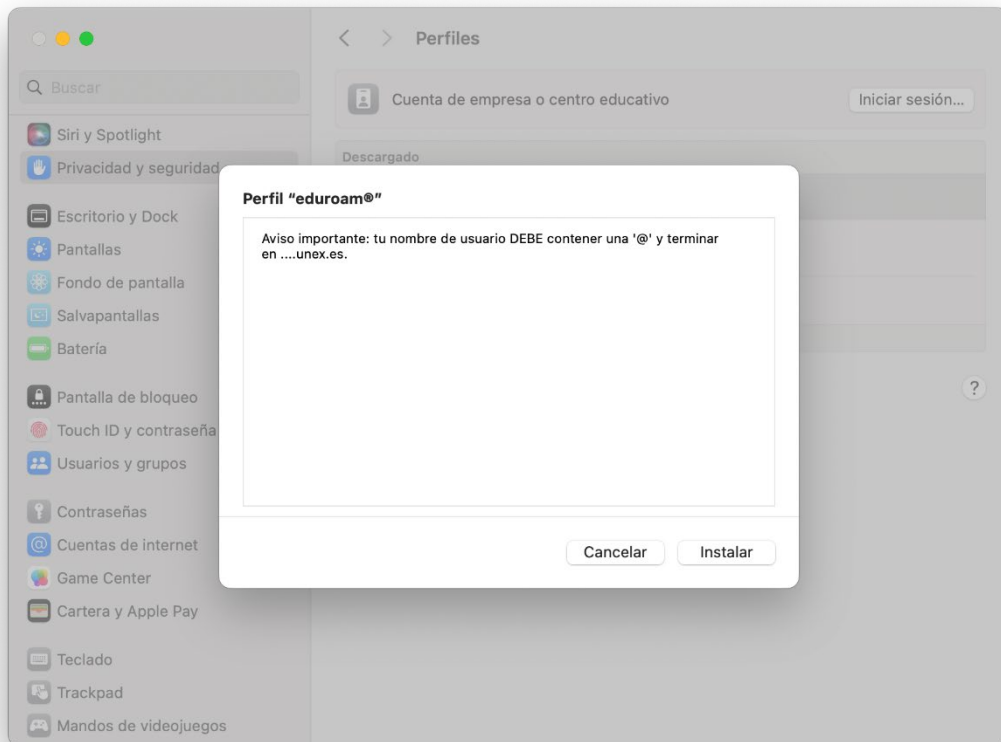 Perfiles
Buscar
Cuenta de empresa o centro educativo
Iniciar sesión...
Siri y Spotlight
Privacidad y seguridad
Escritorio y Dock
Pantallas
Fondo de pantalla
Salvapantallas
Batería
Pantalla de bloqueo
Touch ID y contraseña
Usuarios y grupos
Contraseñas
Cuentas de internet
Game Center
Cartera y Apple Pay
Teclado
Trackpad
Mandos de videojuegos
Descargado
?
Perfil “eduroam®”
Aviso importante: tu nombre de usuario DEBE contener una '@' y terminar
en ....unex.es.
Cancelar
Instalar